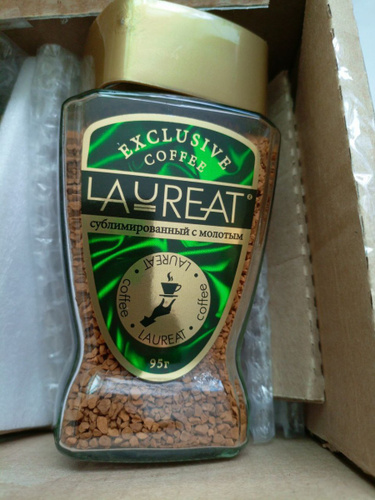 EXCLUSIVE
COFFEE
LAUREAT®
сублимированный с молотым
LAUREAT
coffee
coffee
LAUREAT
95г